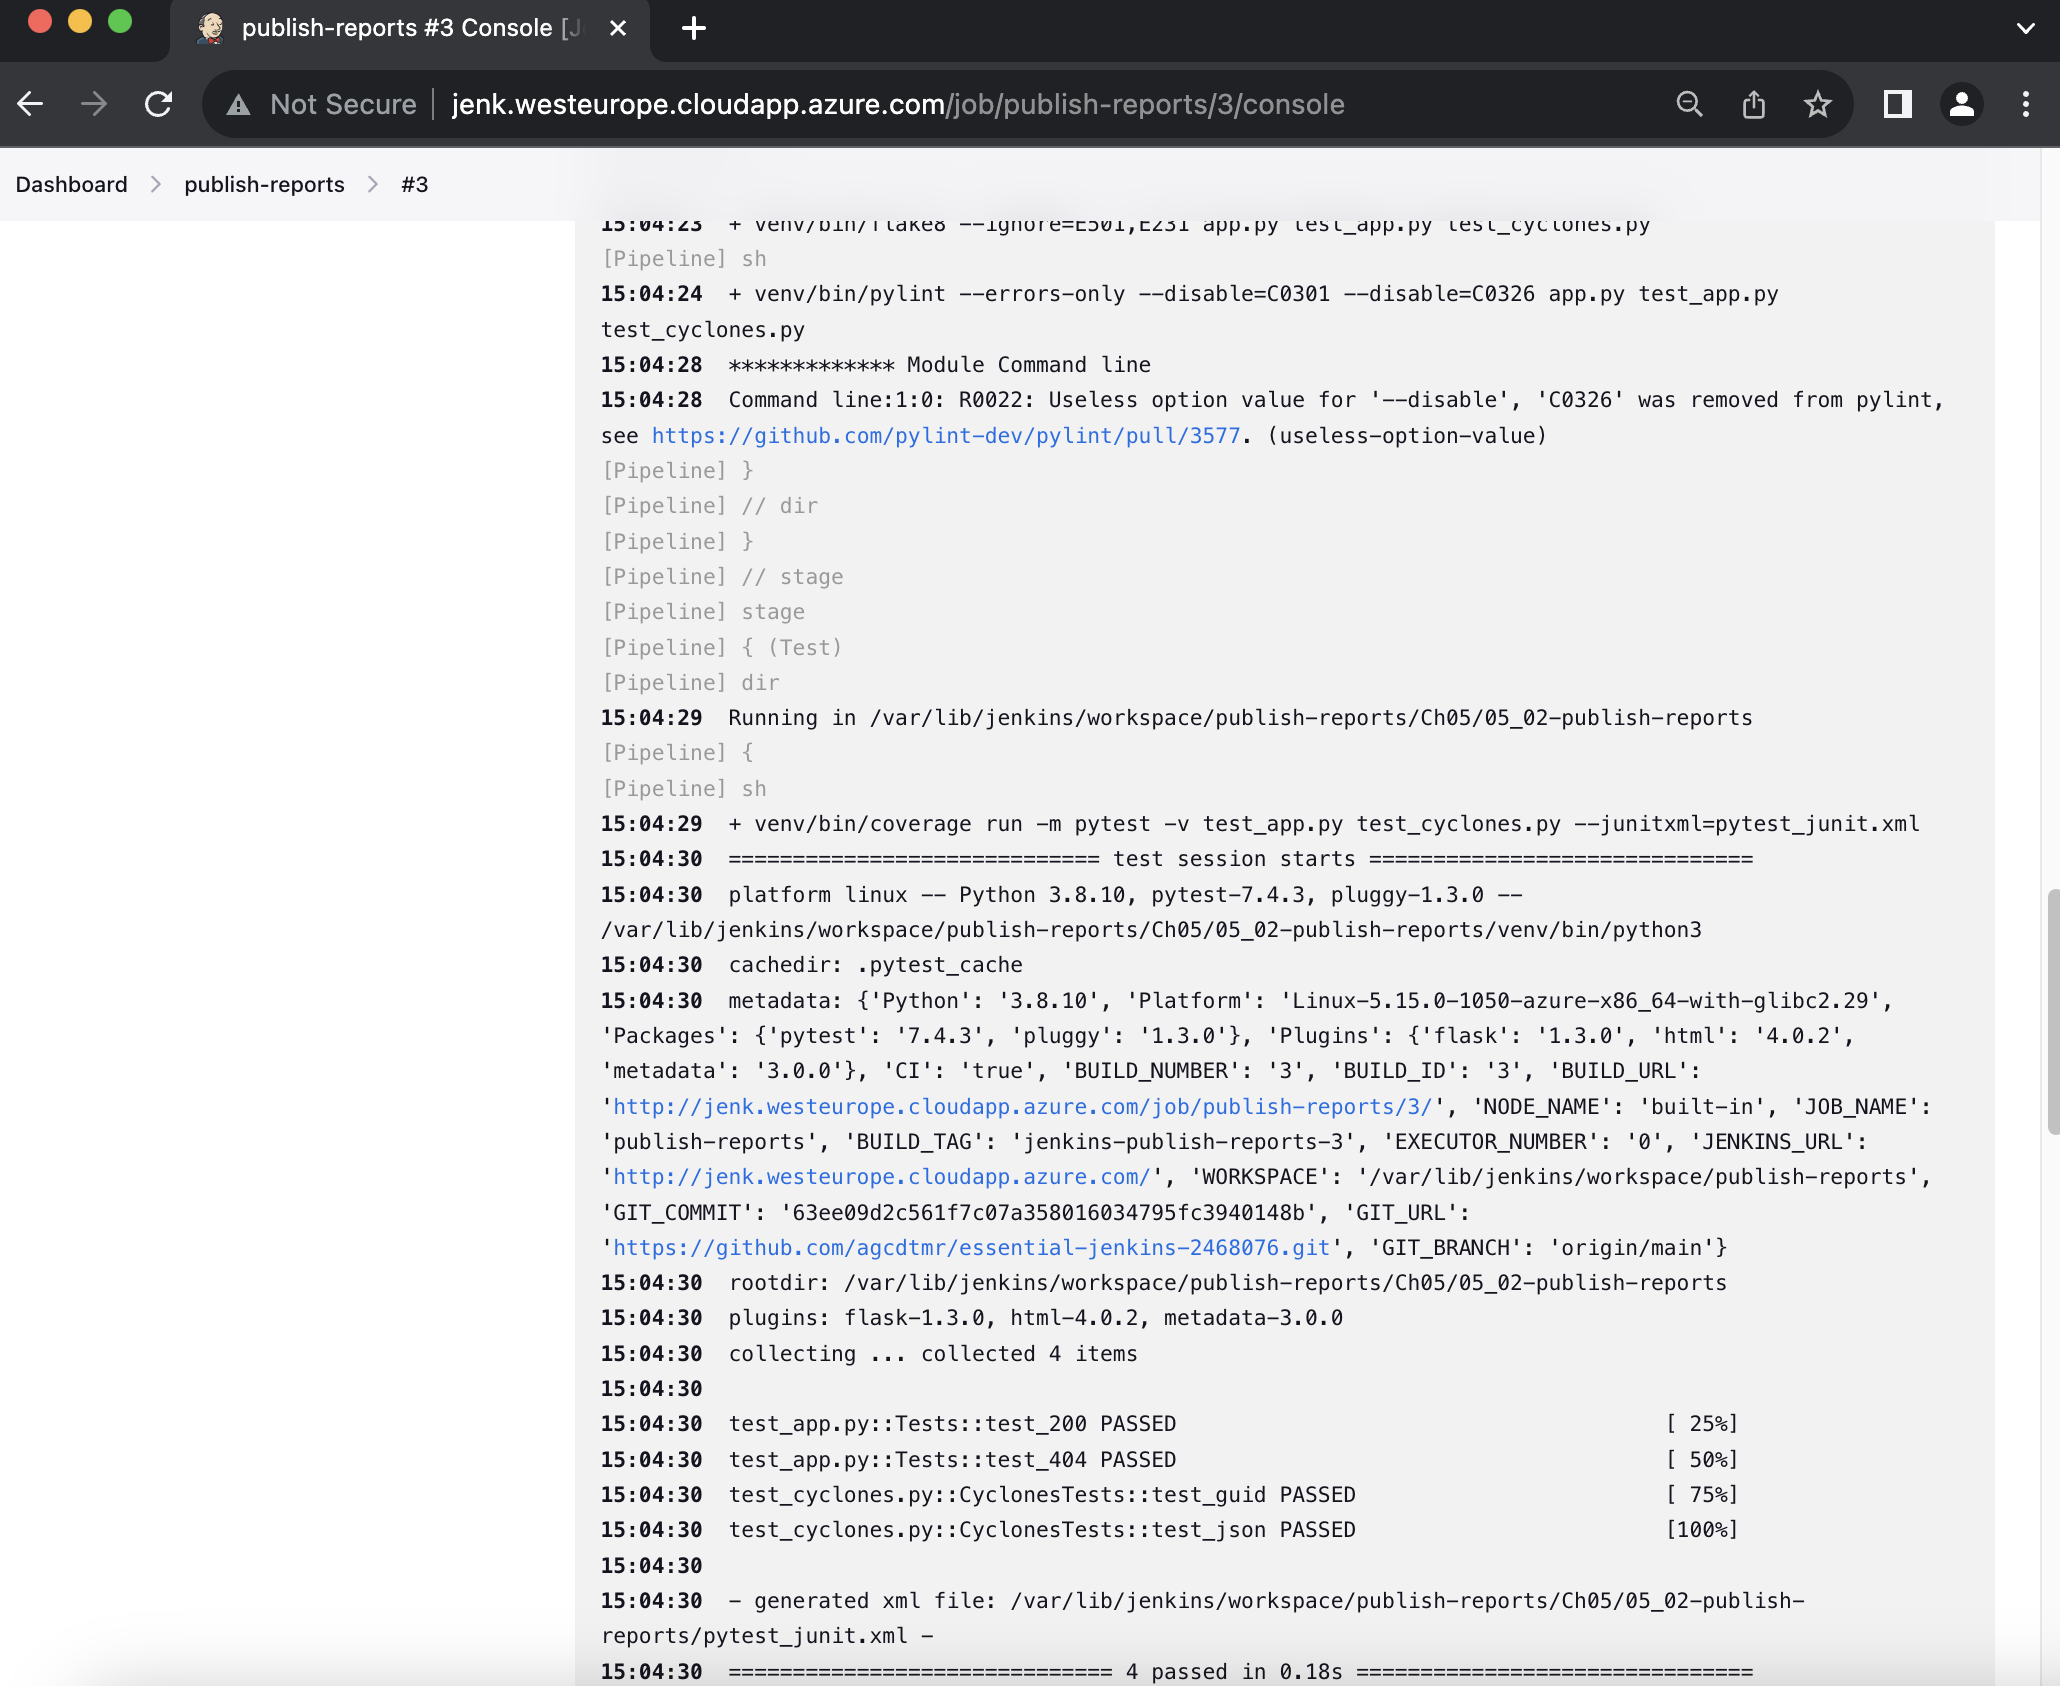 publish-reports #3 Console [J
Not Secure jenk.westeurope.cloudapp.azure.com/job/publish-reports/3/console
Dashboard > publish-reports > #3
15:04:23 + venv/bin/flake8 --ignore=E501,E231 app.py test_app.py test_cyclones.py
[Pipeline] sh
15:04:24 + venv/bin/pylint --errors-only --disable=C0301 --disable=C0326 app.py test_app.py
test_cyclones.py
15:04:28 ************* Module Command line
15:04:28 Command line:1:0: R0022: Useless option value for '--disable', 'C0326' was removed from pylint,
see https://github.com/pylint-dev/pylint/pull/3577. (useless-option-value)
[Pipeline] }
[Pipeline] // dir
[Pipeline] }
[Pipeline] // stage
[Pipeline] stage
[Pipeline] { (Test)
[Pipeline] dir
15:04:29 Running in /var/lib/jenkins/workspace/publish-reports/Ch05/05_02-publish-reports
[Pipeline] {
[Pipeline] sh
15:04:29 + venv/bin/coverage run -m pytest -v test_app.py test_cyclones.py --junitxml=pytest_junit.xml
15:04:30 ============================= test session starts ==============================
15:04:30 platform linux -- Python 3.8.10, pytest-7.4.3, pluggy-1.3.0 --
/var/lib/jenkins/workspace/publish-reports/Ch05/05_02-publish-reports/venv/bin/python3
15:04:30 cachedir: .pytest_cache
15:04:30 metadata: {'Python': '3.8.10', 'Platform': 'Linux-5.15.0-1050-azure-x86_64-with-glibc2.29',
'Packages': {'pytest': '7.4.3', 'pluggy': '1.3.0'}, 'Plugins': {'flask': '1.3.0', 'html': '4.0.2',
'metadata': '3.0.0'}, 'CI': 'true', 'BUILD_NUMBER': '3', 'BUILD_ID': '3', 'BUILD_URL':
'http://jenk.westeurope.cloudapp.azure.com/job/publish-reports/3/', 'NODE_NAME': 'built-in', 'JOB_NAME':
'publish-reports', 'BUILD_TAG': 'jenkins-publish-reports-3', 'EXECUTOR_NUMBER': '0', 'JENKINS_URL':
'http://jenk.westeurope.cloudapp.azure.com/', 'WORKSPACE': '/var/lib/jenkins/workspace/publish-reports',
'GIT_COMMIT': '63ee09d2c561f7c07a358016034795fc3940148b', 'GIT_URL':
'https://github.com/agcdtmr/essential-jenkins-2468076.git', 'GIT_BRANCH': 'origin/main'}
15:04:30 rootdir: /var/lib/jenkins/workspace/publish-reports/Ch05/05_02-publish-reports
15:04:30 plugins: flask-1.3.0, html-4.0.2, metadata-3.0.0
15:04:30 collecting ... collected 4 items
15:04:30
15:04:30 test_app.py::Tests::test_200 PASSED [ 25%]
15:04:30 test_app.py::Tests::test_404 PASSED [ 50%]
15:04:30 test_cyclones.py::CyclonesTests::test_guid PASSED [ 75%]
15:04:30 test_cyclones.py::CyclonesTests::test_json PASSED [100%]
15:04:30
15:04:30 - generated xml file: /var/lib/jenkins/workspace/publish-reports/Ch05/05_02-publish-
reports/pytest_junit.xml -
15:04:30 ============================== 4 passed in 0.18s ===============================